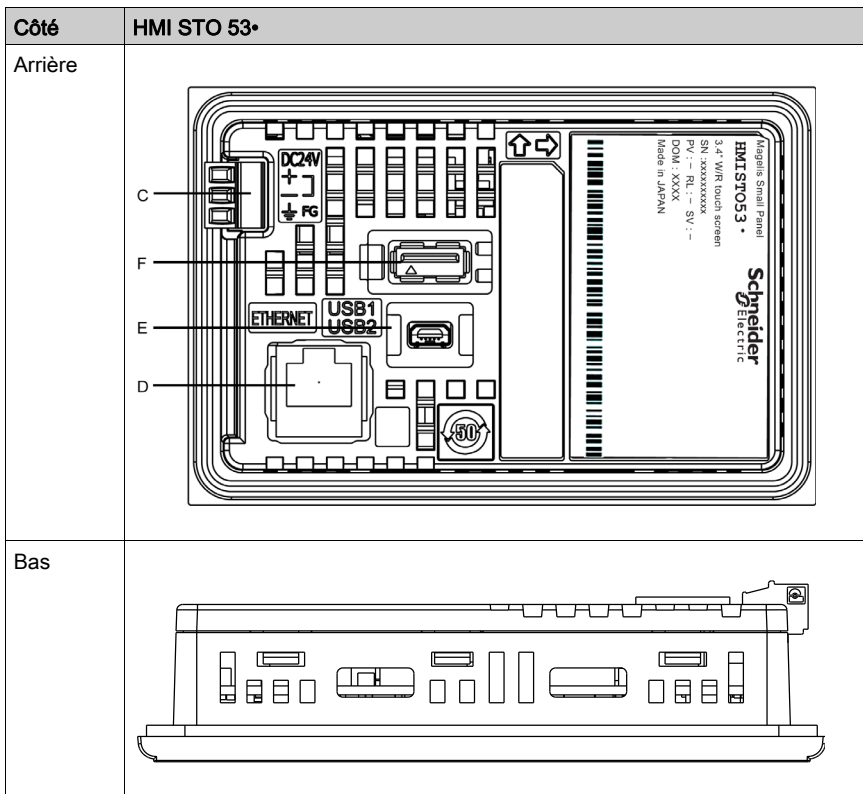 Côté HMI STO 53•
Arrière
C
F
E
D
DC24V
+
-
FG
ETHERNET
USB1
USB2
50
Magelis Small Panel
HMISTO53 •
3.4" W/R touch screen
SN :xxxxxxxxxx
PV : – RL : – SV : –
DOM : XXXX
Made in JAPAN
Schneider
Electric
Bas